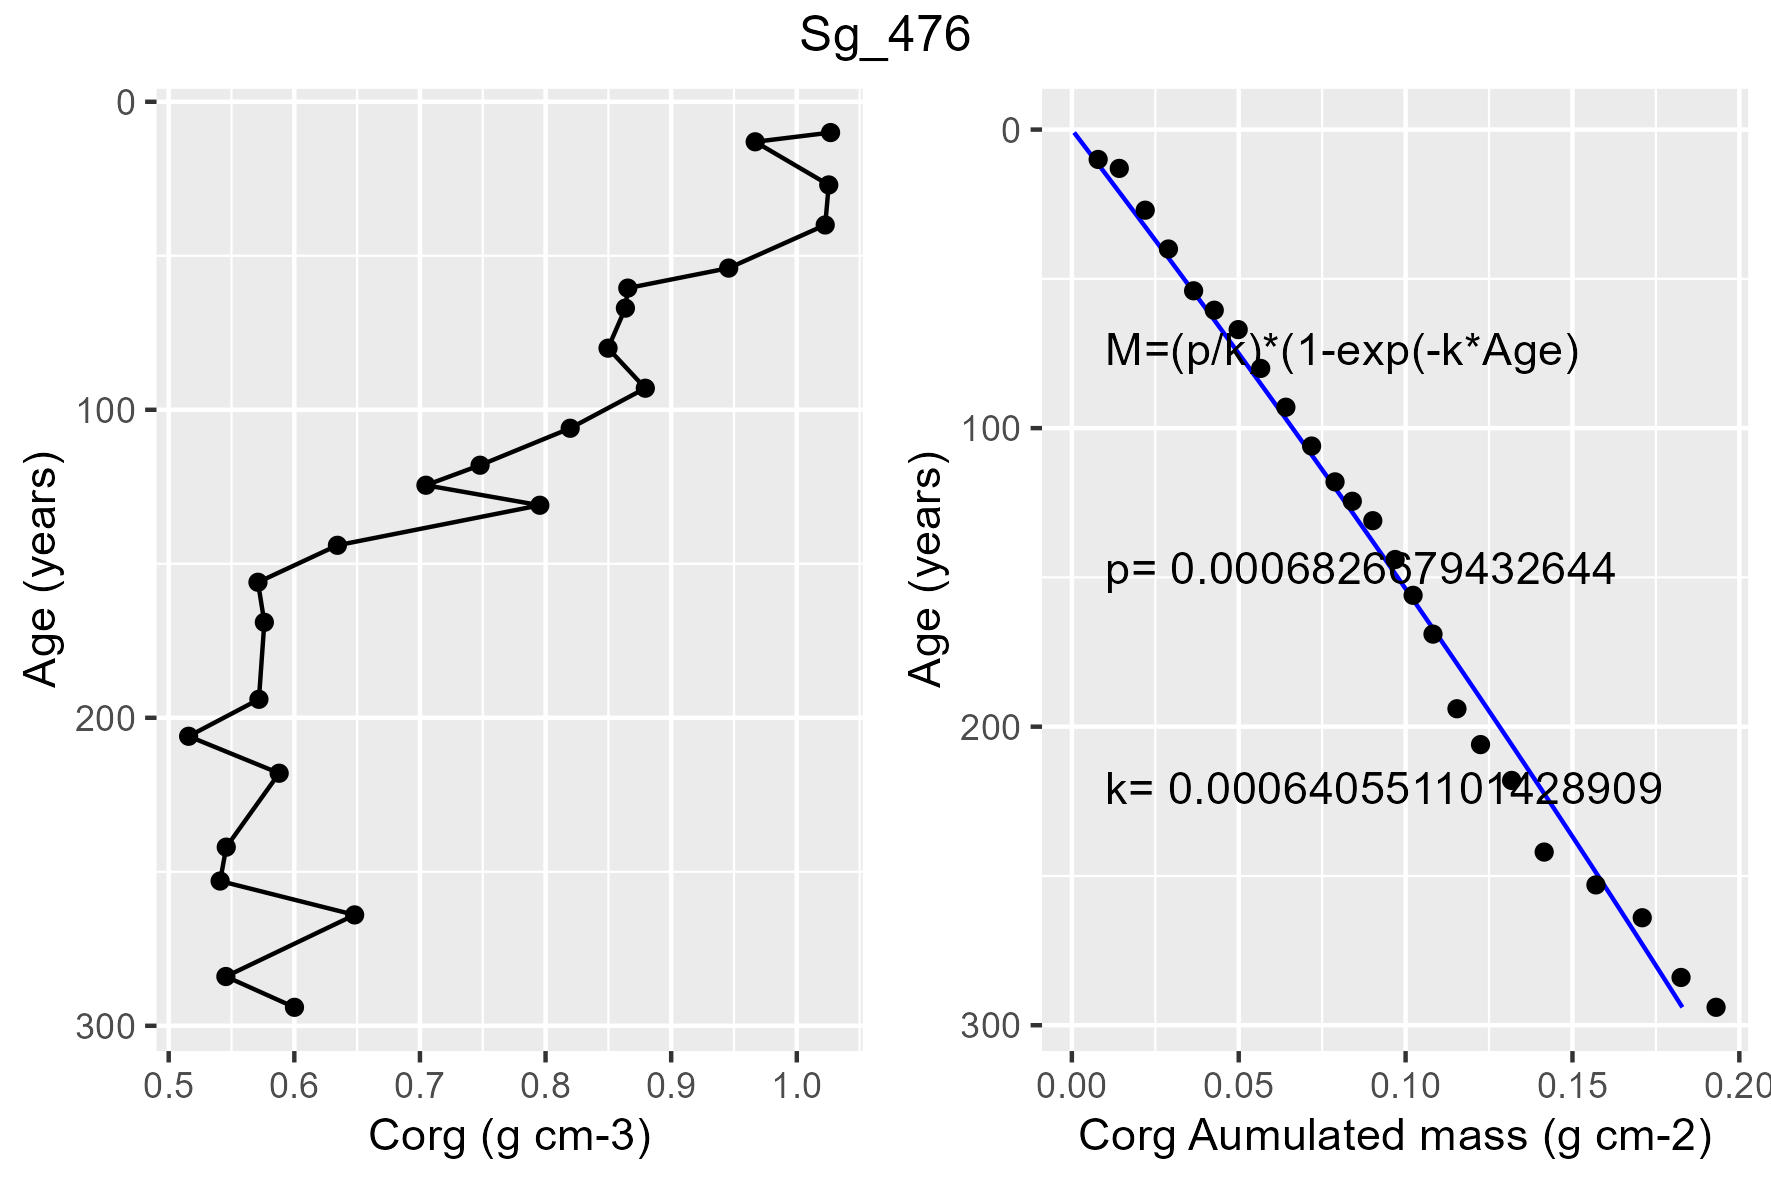 Sg_476
0
100
200
300
Age (years)
0.5 0.6 0.7 0.8 0.9 1.0
Corg (g cm-3)
0
100
200
300
Age (years)
M=(p/k)*(1-exp(-k*Age)
p= 0.0006826679432644
k= 0.000640551101428909
0.00 0.05 0.10 0.15 0.20
Corg Aumulated mass (g cm-2)